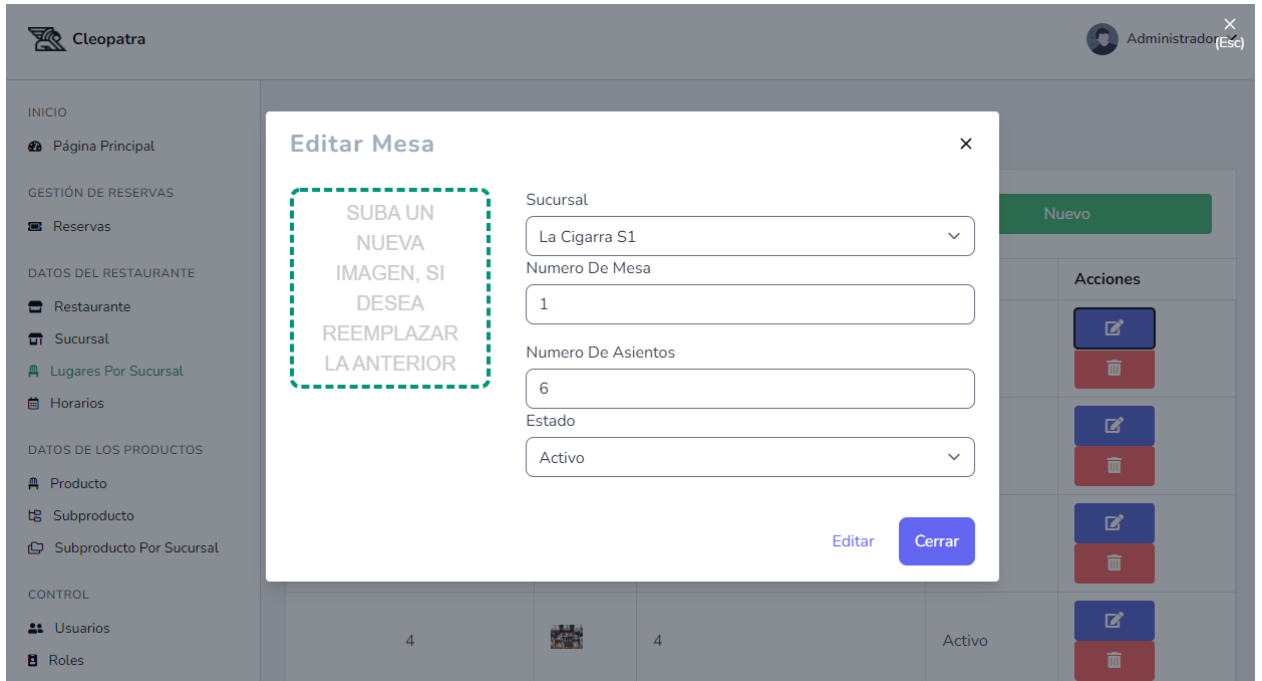 Cleopatra
Administrador
(Esc)
INICIO
Página Principal
GESTIÓN DE RESERVAS
Reservas
DATOS DEL RESTAURANTE
Restaurante
Sucursal
Lugares Por Sucursal
Horarios
DATOS DE LOS PRODUCTOS
Producto
Subproducto
Subproducto Por Sucursal
CONTROL
Usuarios
Roles
Editar Mesa
SUBA UN
NUEVA
IMAGEN, SI
DESEA
REEMPLAZAR
LA ANTERIOR
Sucursal
La Cigarra S1
Numero De Mesa
1
Numero De Asientos
6
Estado
Activo
Editar
Cerrar
Nuevo
Acciones
4
4
Activo